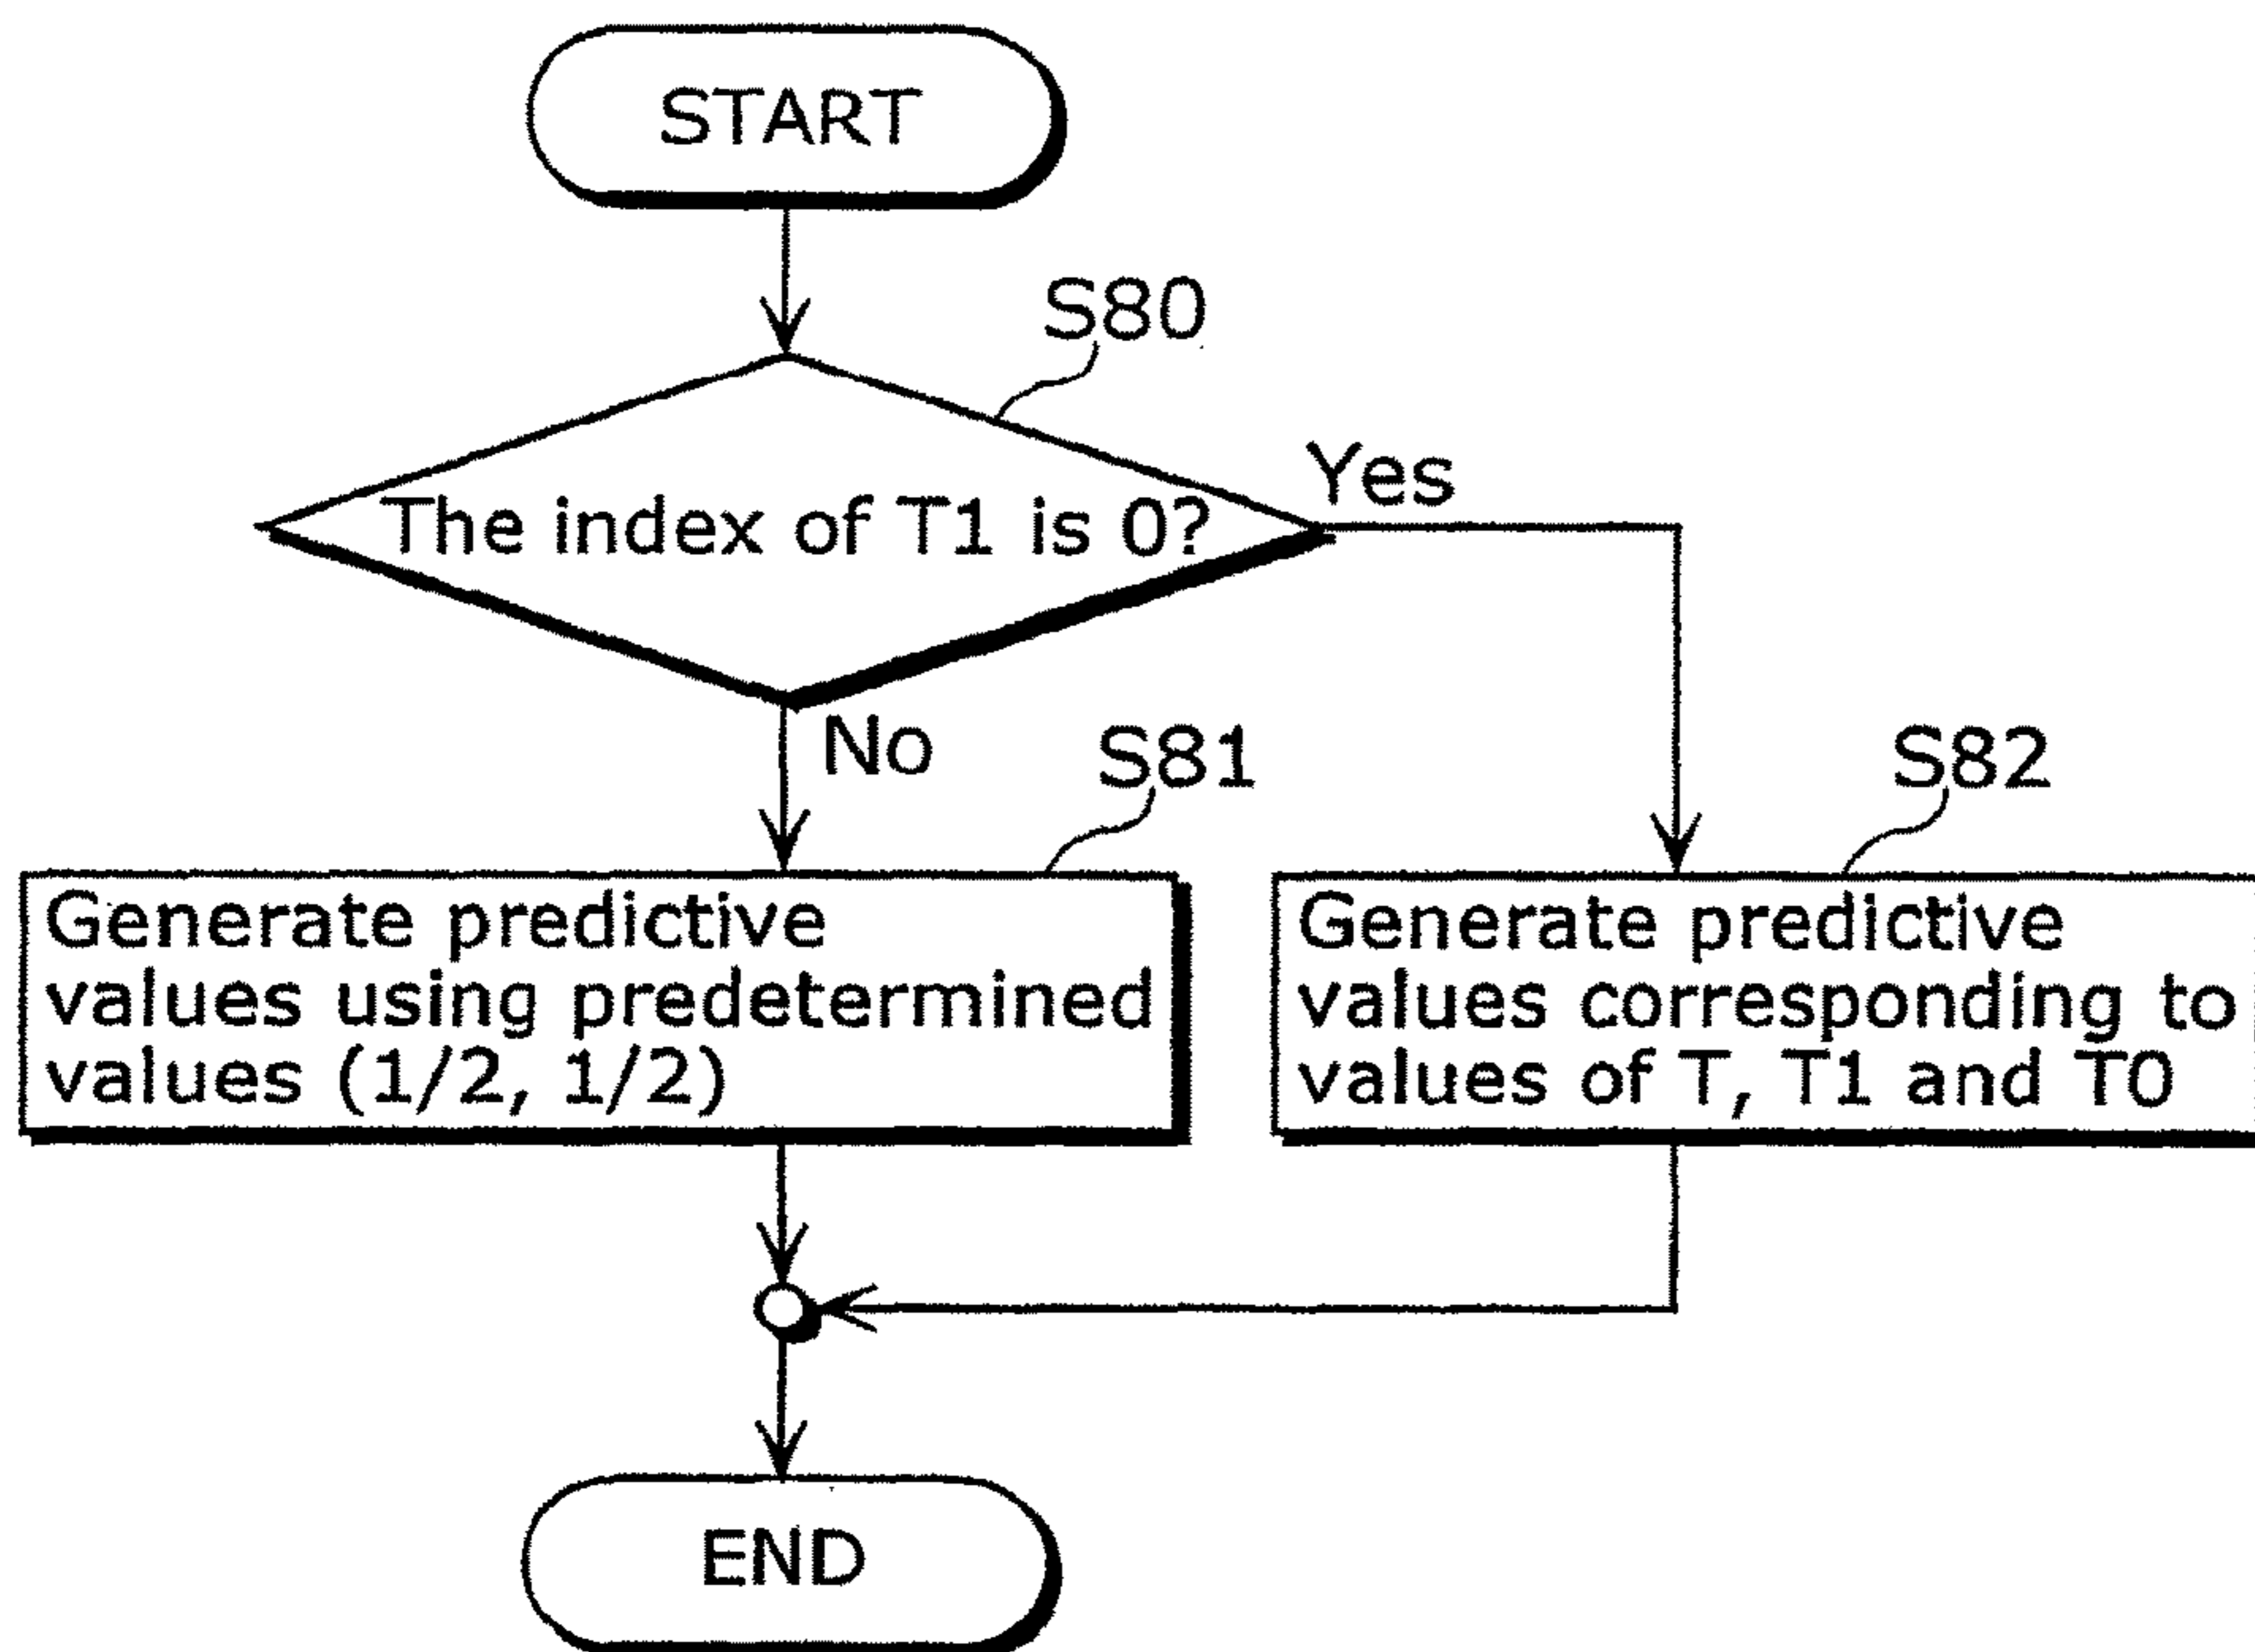 START
S80
The index of T1 is 0?
Yes
No
S81
S82
Generate predictive
values using predetermined
values (1/2, 1/2)
Generate predictive
values corresponding to
values of T, T1 and T0
END